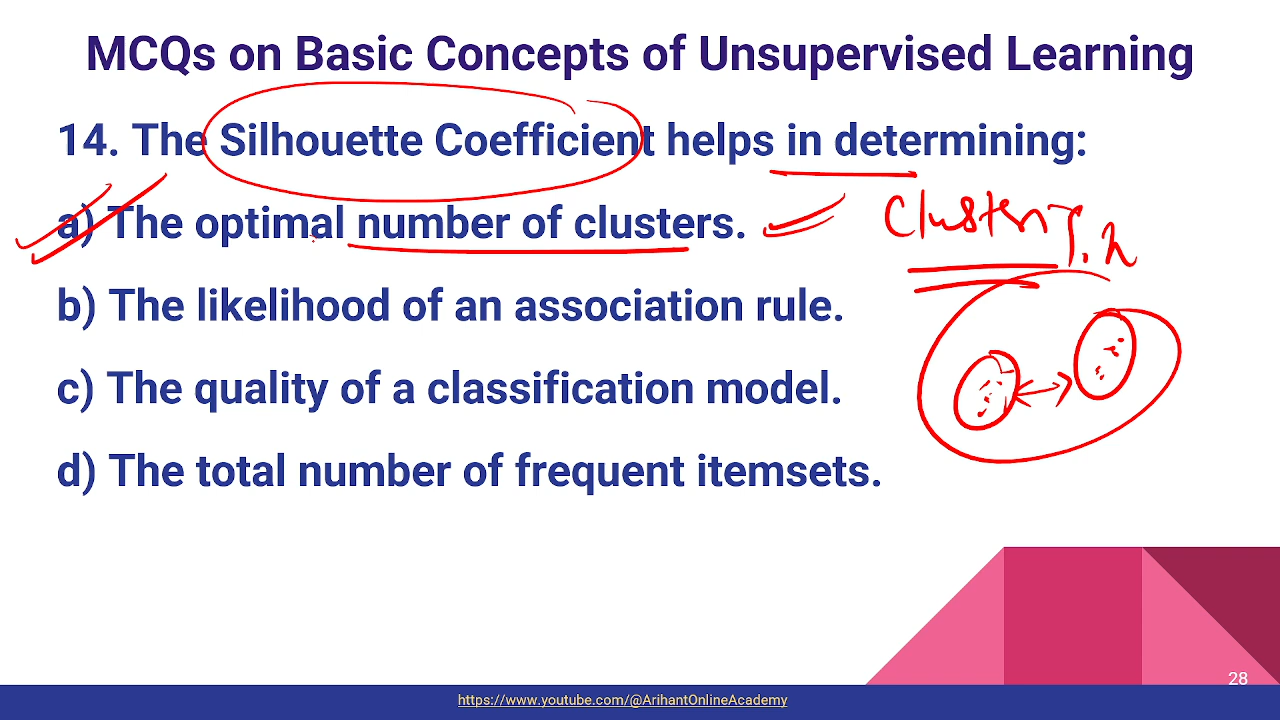 MCQs on Basic Concepts of Unsupervised Learning
14. The Silhouette Coefficient helps in determining:
a) The optimal number of clusters.
b) The likelihood of an association rule.
c) The quality of a classification model.
d) The total number of frequent itemsets.
28
https://www.youtube.com/@ArihantOnlineAcademy